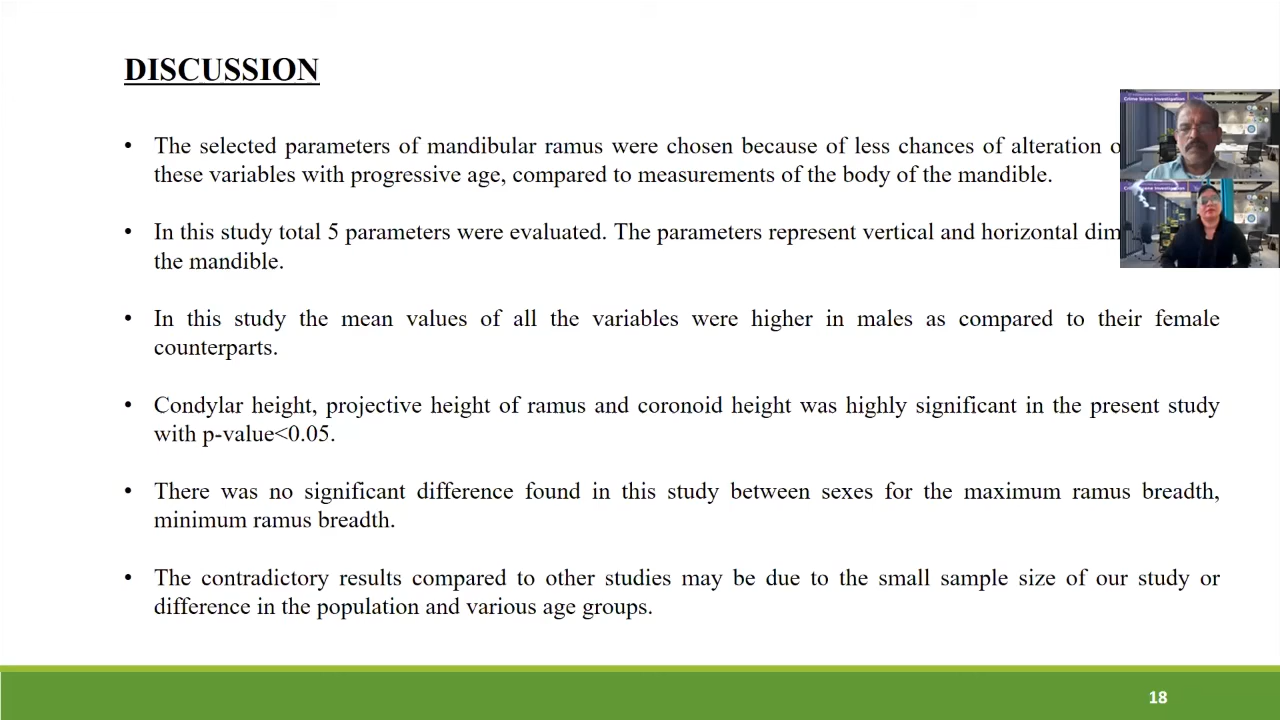 DISCUSSION
• The selected parameters of mandibular ramus were chosen because of less chances of alteration
these variables with progressive age, compared to measurements of the body of the mandible.
• In this study total 5 parameters were evaluated. The parameters represent vertical and horizontal
the mandible.
• In this study the mean values of all the variables were higher in males as compared to their female
counterparts.
• Condylar height, projective height of ramus and coronoid height was highly significant in the present study
with p-value<0.05.
• There was no significant difference found in this study between sexes for the maximum ramus breadth,
minimum ramus breadth.
• The contradictory results compared to other studies may be due to the small sample size of our study or
difference in the population and various age groups.
Crime Scene Investigation
Crime Scene Investigation
18